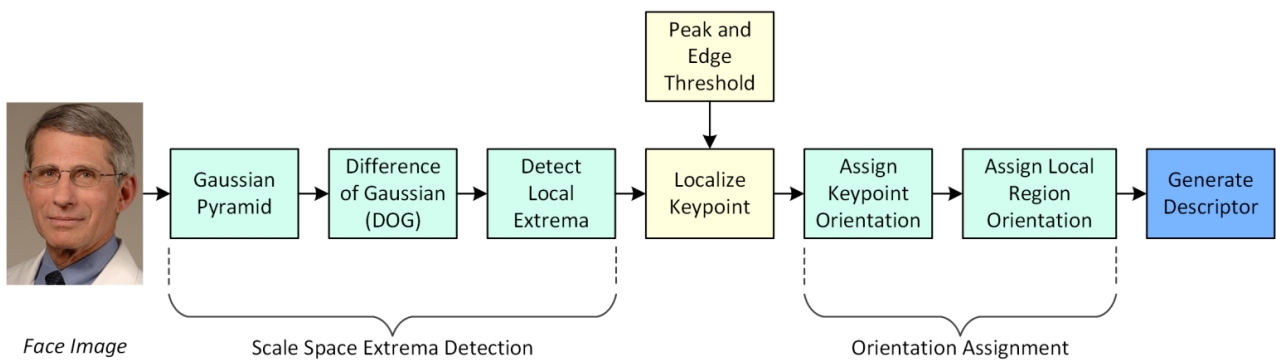 Peak and
Edge
Threshold
Gaussian
Pyramid
Difference
of Gaussian
(DOG)
Detect
Local
Extrema
Localize
Keypoint
Assign
Keypoint
Orientation
Assign Local
Region
Orientation
Generate
Descriptor
Face Image
Scale Space Extrema Detection
Orientation Assignment